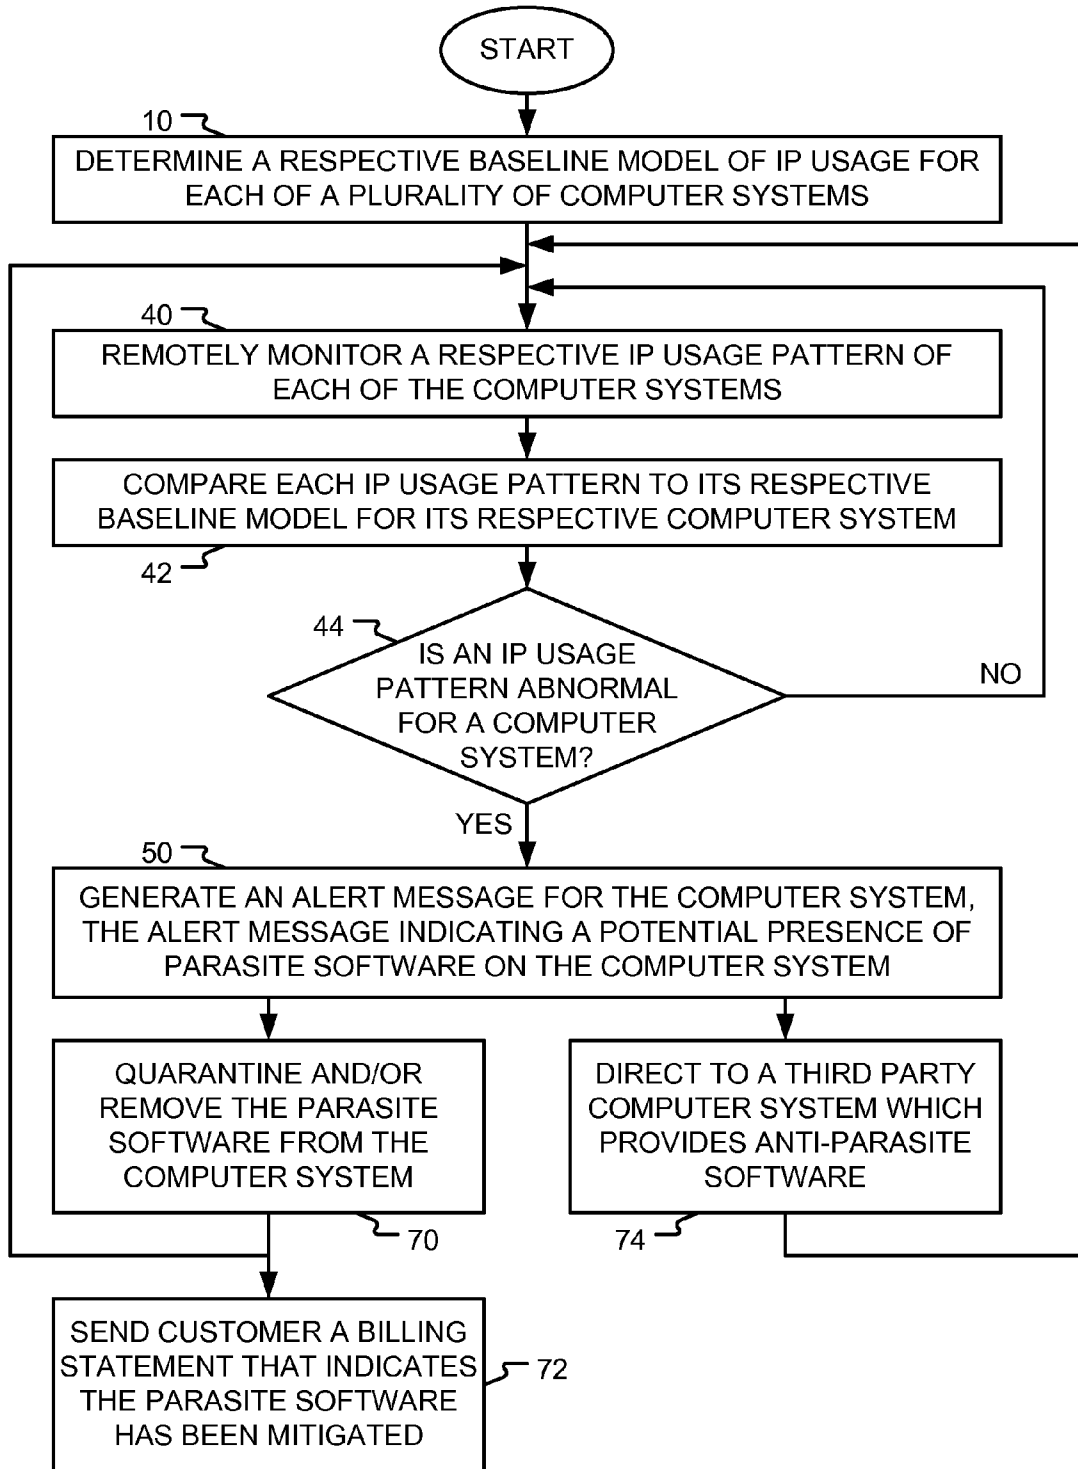 START
10
DETERMINE A RESPECTIVE BASELINE MODEL OF IP USAGE FOR
EACH OF A PLURALITY OF COMPUTER SYSTEMS
40
REMOTELY MONITOR A RESPECTIVE IP USAGE PATTERN OF
EACH OF THE COMPUTER SYSTEMS
COMPARE EACH IP USAGE PATTERN TO ITS RESPECTIVE
BASELINE MODEL FOR ITS RESPECTIVE COMPUTER SYSTEM
42
44
IS AN IP USAGE
PATTERN ABNORMAL
FOR A COMPUTER
SYSTEM?
NO
YES
50
GENERATE AN ALERT MESSAGE FOR THE COMPUTER SYSTEM,
THE ALERT MESSAGE INDICATING A POTENTIAL PRESENCE OF
PARASITE SOFTWARE ON THE COMPUTER SYSTEM
QUARANTINE AND/OR
REMOVE THE PARASITE
SOFTWARE FROM THE
COMPUTER SYSTEM
70
DIRECT TO A THIRD PARTY
COMPUTER SYSTEM WHICH
PROVIDES ANTI-PARASITE
SOFTWARE
74
SEND CUSTOMER A BILLING
STATEMENT THAT INDICATES
THE PARASITE SOFTWARE
HAS BEEN MITIGATED
72